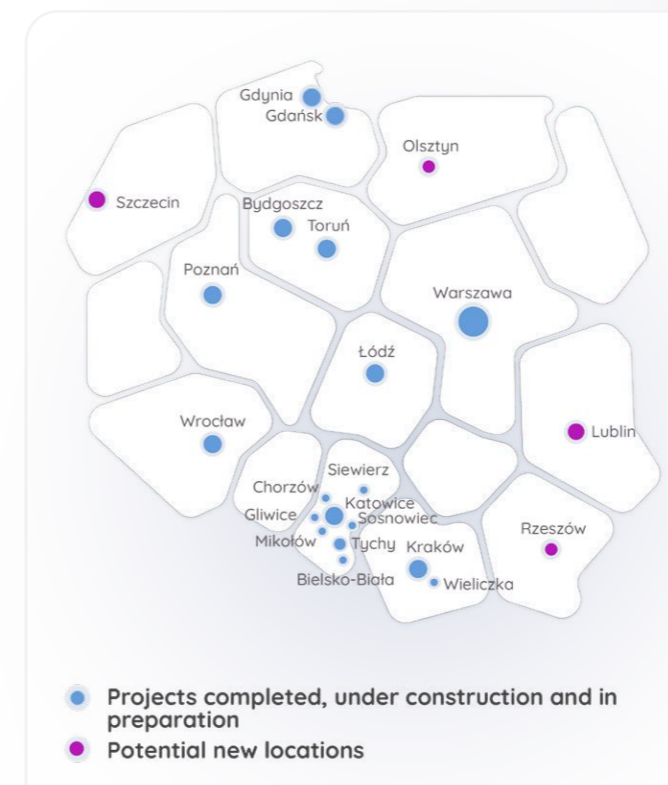 Gdynia
Gdańsk
Olsztyn
Szczecin
Bydgoszcz
Toruń
Poznań
Warszawa
Łódź
Wrocław
Lublin
Siewierz
Chorzów
Katowice
Gliwice
Sosnowiec
Rzeszów
Mikołów
Tychy
Kraków
Bielsko-Biała
Wieliczka
Projects completed, under construction and in
preparation
Potential new locations